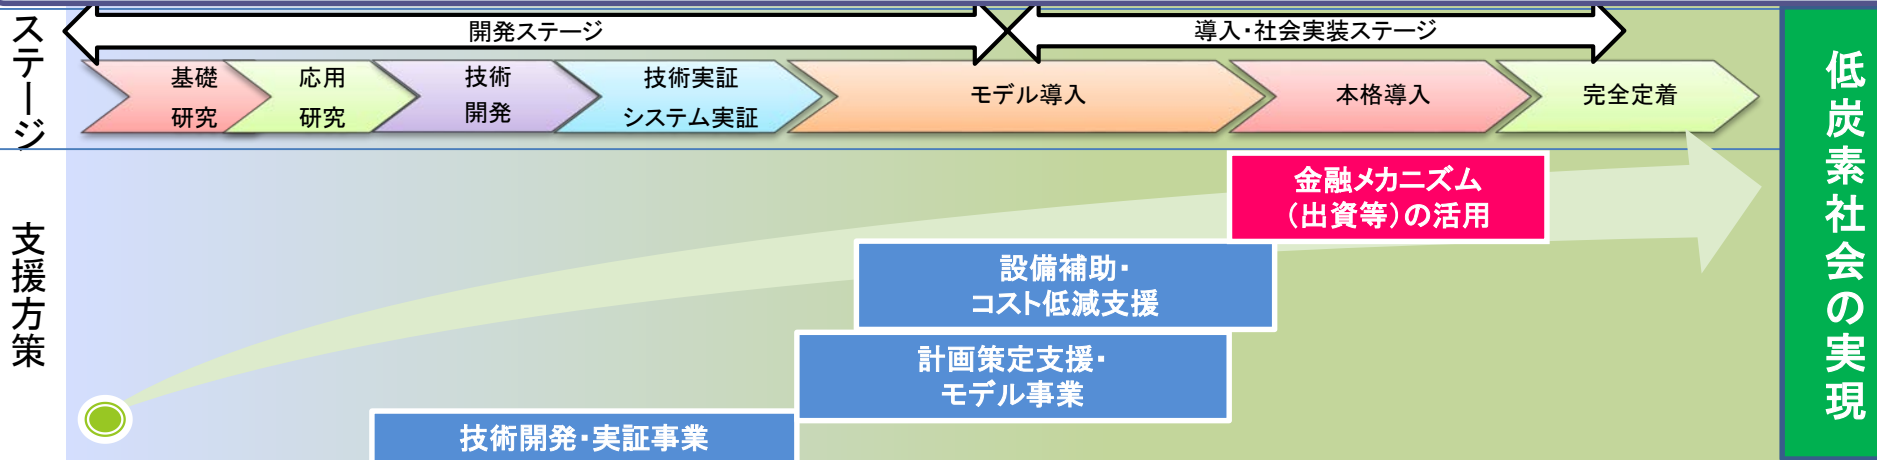 ステージ
開発ステージ
導入・社会実装ステージ
基礎
研究
応用
研究
技術
開発
技術実証
システム実証
モデル導入
本格導入
完全定着
支援方策
金融メカニズム
（出資等）の活用
設備補助・
コスト低減支援
計画策定支援・
モデル事業
技術開発・実証事業
低炭素社会の実現